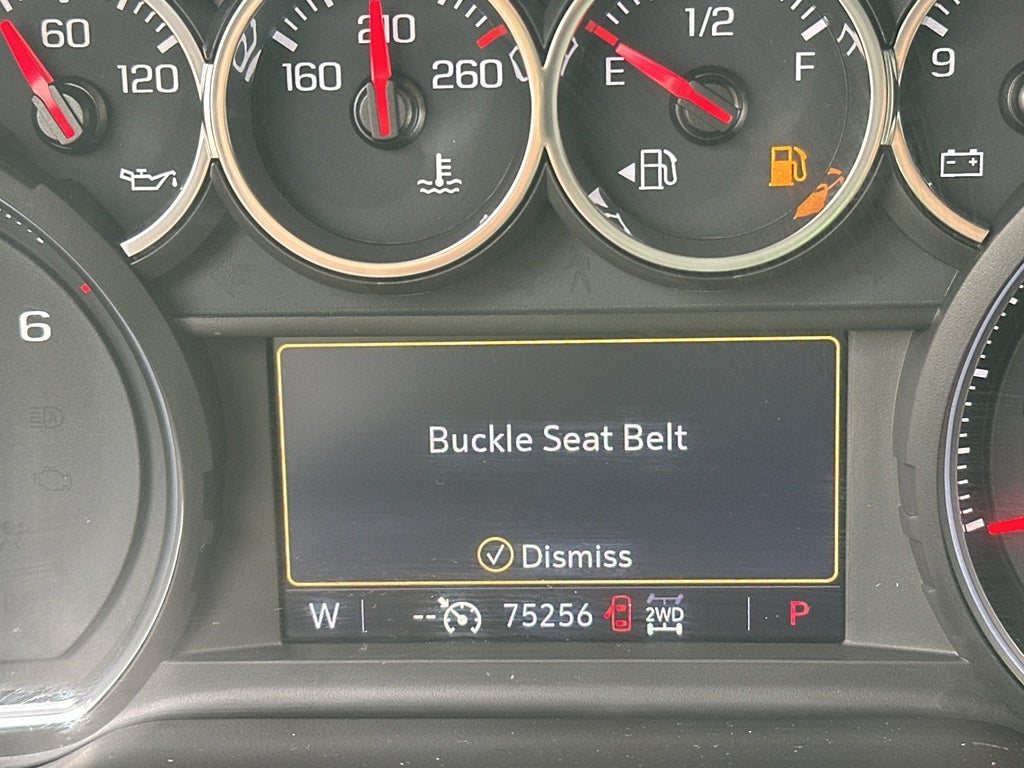 60
120
160
210
260
E
1/2
F
9
6
Buckle Seat Belt
Dismiss
W
-- 75256 2WD
P